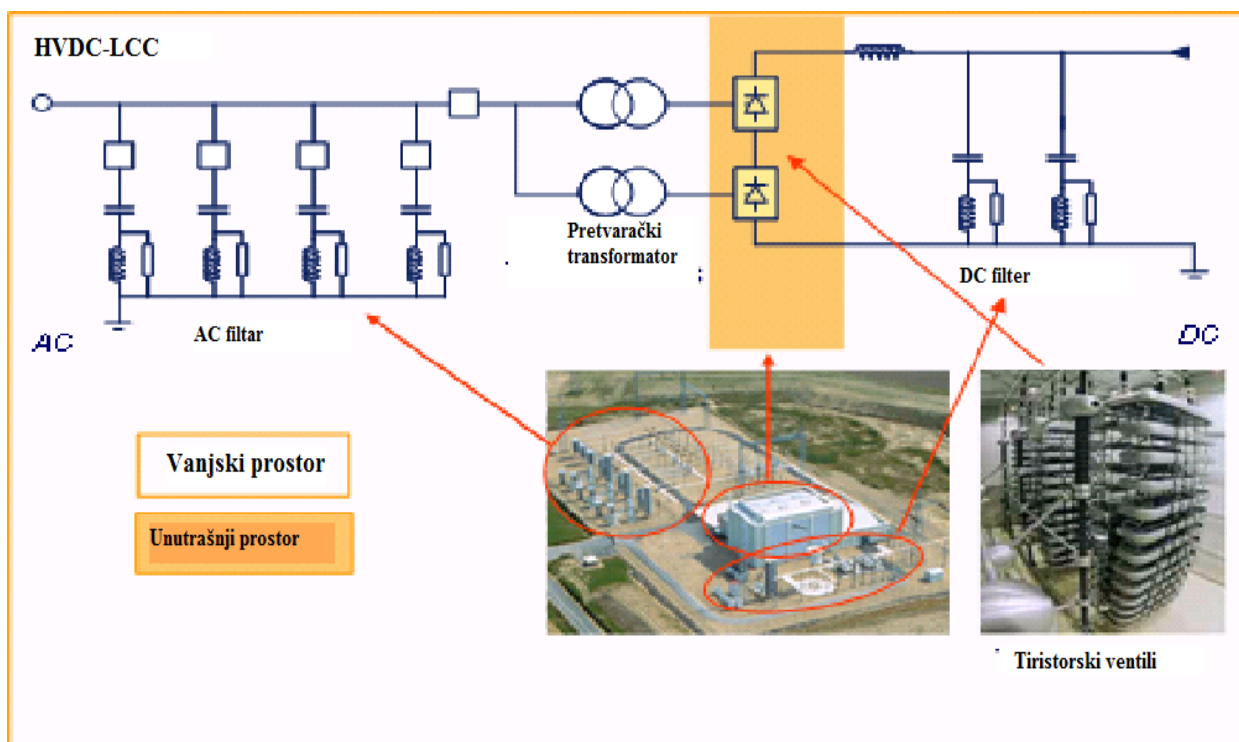 HVDC-LCC
Pretvarački
transformator
DC filter
AC filtar
AC
DC
Vanjski prostor
Unutrašnji prostor
Tiristorski ventili